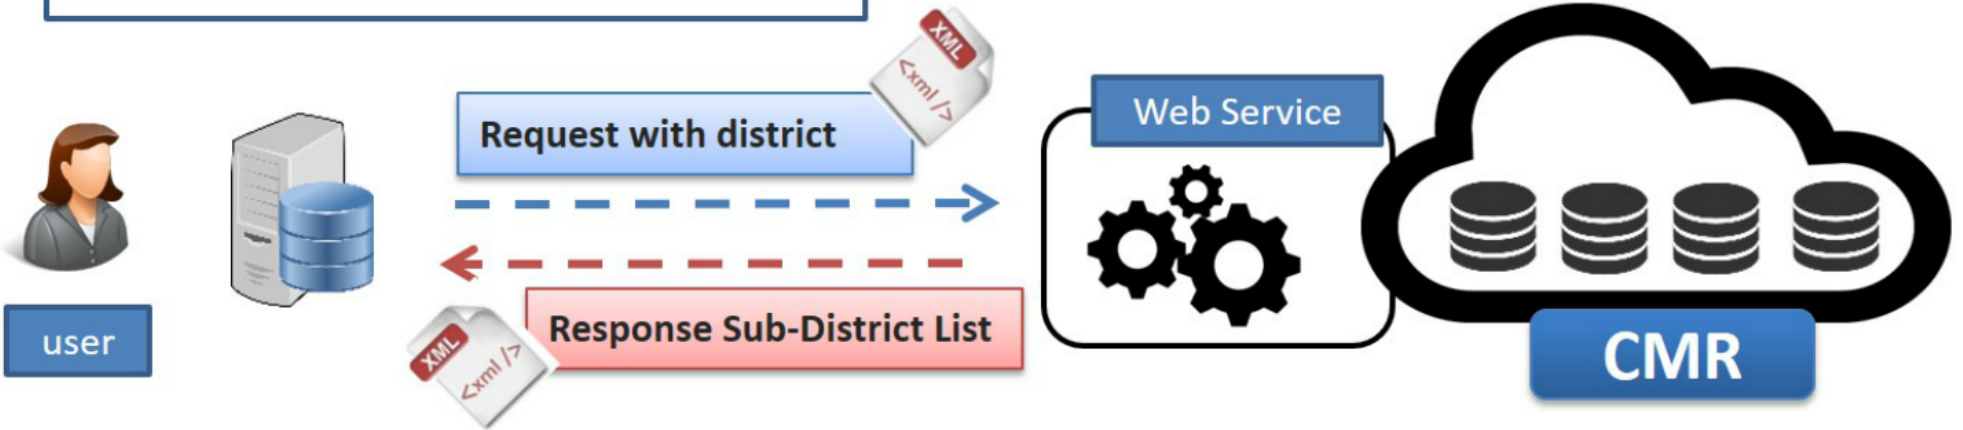 XML
<xml />
Request with district
Web Service
user
XML
<xml />
Response Sub-District List
CMR